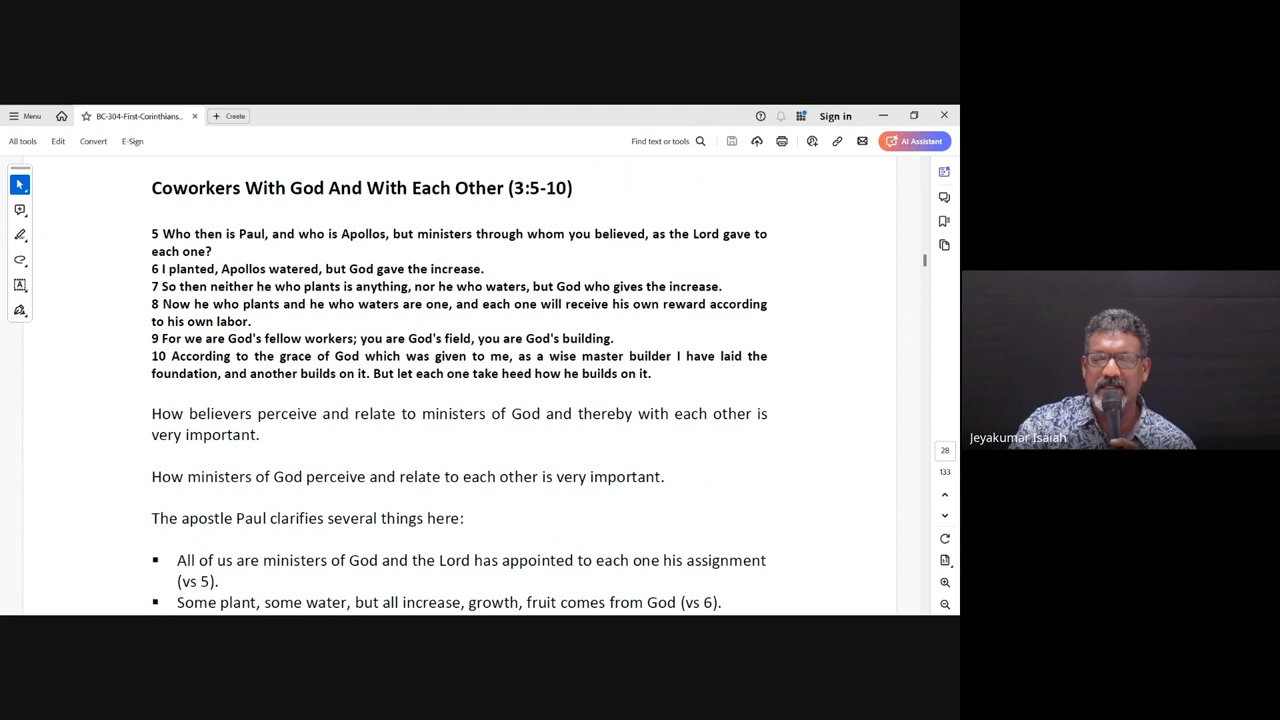 Menu
BC-304-First-Corinthians...
Create
Sign in
All tools
Edit
Convert
E-Sign
Find text or tools
AI Assistant
Coworkers With God And With Each Other (3:5-10)
5 Who then is Paul, and who is Apollos, but ministers through whom you believed, as the Lord gave to
each one?
6 I planted, Apollos watered, but God gave the increase.
7 So then neither he who plants is anything, nor he who waters, but God who gives the increase.
8 Now he who plants and he who waters are one, and each one will receive his own reward according
to his own labor.
9 For we are God's fellow workers; you are God's field, you are God's building.
10 According to the grace of God which was given to me, as a wise master builder I have laid the
foundation, and another builds on it. But let each one take heed how he builds on it.
How believers perceive and relate to ministers of God and thereby with each other is
very important.
How ministers of God perceive and relate to each other is very important.
The apostle Paul clarifies several things here:
▪ All of us are ministers of God and the Lord has appointed to each one his assignment
(vs 5).
▪ Some plant, some water, but all increase, growth, fruit comes from God (vs 6).
28
133
Jeyakumar Isaiah